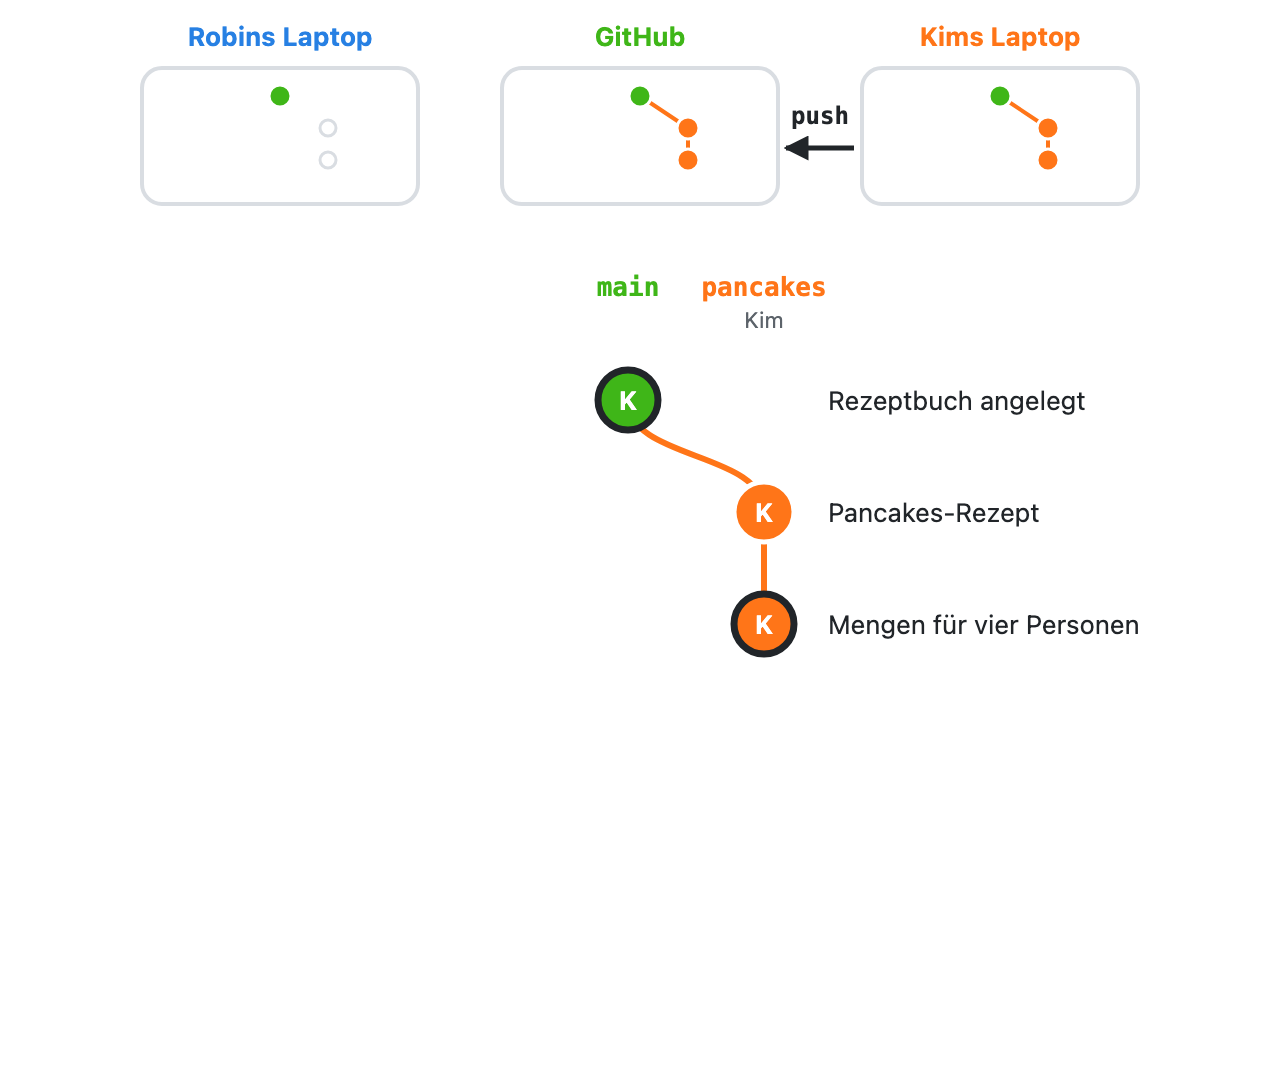 Robins Laptop
GitHub
Kims Laptop
push
main
pancakes
Kim
K
Rezeptbuch angelegt
K
Pancakes-Rezept
K
Mengen für vier Personen